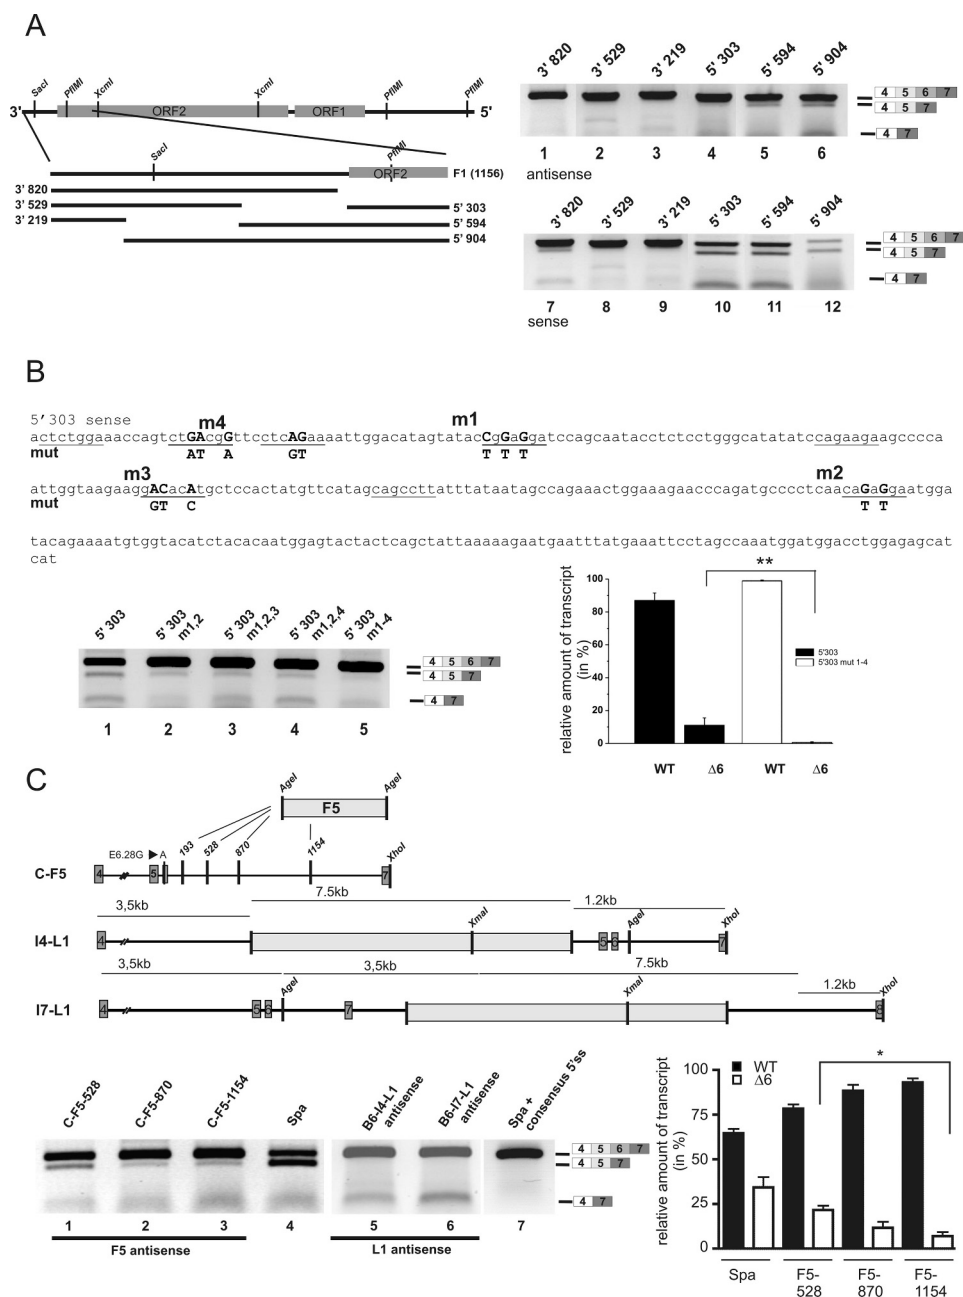 A
3' SacI PflMI XcmI XcmI PflMI PflMI 5'
ORF2 ORF1
SacI PflMI
ORF2 F1 (1156)
3' 820
3' 529 5' 303
3' 219 5' 594
5' 904
3' 820 3' 529 3' 219 5' 303 5' 594 5' 904
4 5 6 7
4 5 7
4 7
1 2 3 4 5 6
antisense
3' 820 3' 529 3' 219 5' 303 5' 594 5' 904
4 5 6 7
4 5 7
4 7
7 8 9 10 11 12
sense
B
5'303 sense
m4 m1
actctggaaaccagtctGAcgGttcctcAGaaaattggacatagtatacCgGaGgatccagcaatacctctcctgggcatatatccagaagaagcccca
mut AT A GT T T T
m3 m2
attggtaagaaggACacAtgctccactatgttcatagcagccttatttataatagccagaaactggaaagaacccagatgcccctcaacaGaGgaatgga
mut GT C T T
tacagaaaatgtggtacatctacacaatggagtactactcagctattaaaaagaatgaatttatgaaattcctagccaaatggatggacctggagagcat
cat
5' 303 5' 303 m1,2 5' 303 m1,2,3 5' 303 m1,2,4 5' 303 m1-4
4 5 6 7
4 5 7
4 7
1 2 3 4 5
relative amount of transcript
(in %)
100
80
60
40
20
0
**
5'303
5'303 mut 1-4
WT Δ6 WT Δ6
C
AgeI AgeI
F5
193 528 870 1154
E6.28G A XhoI
C-F5 4 5 7
3,5kb 7.5kb 1.2kb
XmaI AgeI XhoI
I4-L1 4 5 6 7
3,5kb 3,5kb 7.5kb
1.2kb
AgeI XmaI XhoI
I7-L1 4 5 6 7 8
C-F5-528 C-F5-870 C-F5-1154 Spa B6-I4-L1 antisense B6-I7-L1 antisense Spa + consensus 5'ss
4 5 6 7
4 5 7
4 7
1 2 3 4 5 6 7
F5 antisense L1 antisense
relative amount of transcript
(in %)
100
75
50
25
0
WT
Δ6
*
Spa F5-528 F5-870 F5-1154